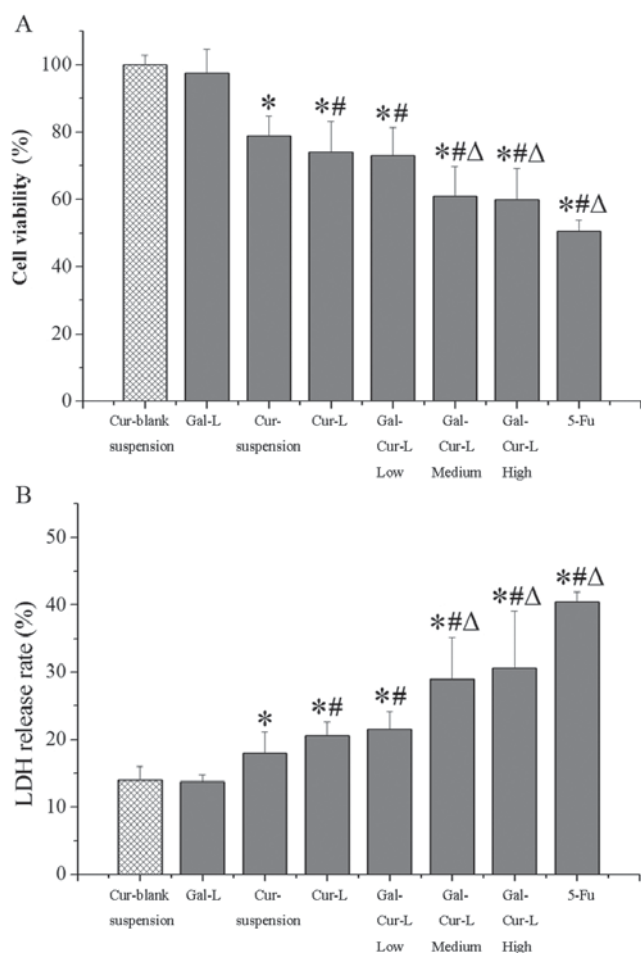 A
Cell viability (%)
100
80
60
40
20
0
*
*#
*#
*#Δ
*#Δ
*#Δ
Cur-blank suspension
Gal-L
Cur-suspension
Cur-L
Gal-Cur-L Low
Gal-Cur-L Medium
Gal-Cur-L High
5-Fu
B
LDH release rate (%)
50
40
30
20
10
0
*
*#
*#
*#Δ
*#Δ
*#Δ
Cur-blank suspension
Gal-L
Cur-suspension
Cur-L
Gal-Cur-L Low
Gal-Cur-L Medium
Gal-Cur-L High
5-Fu